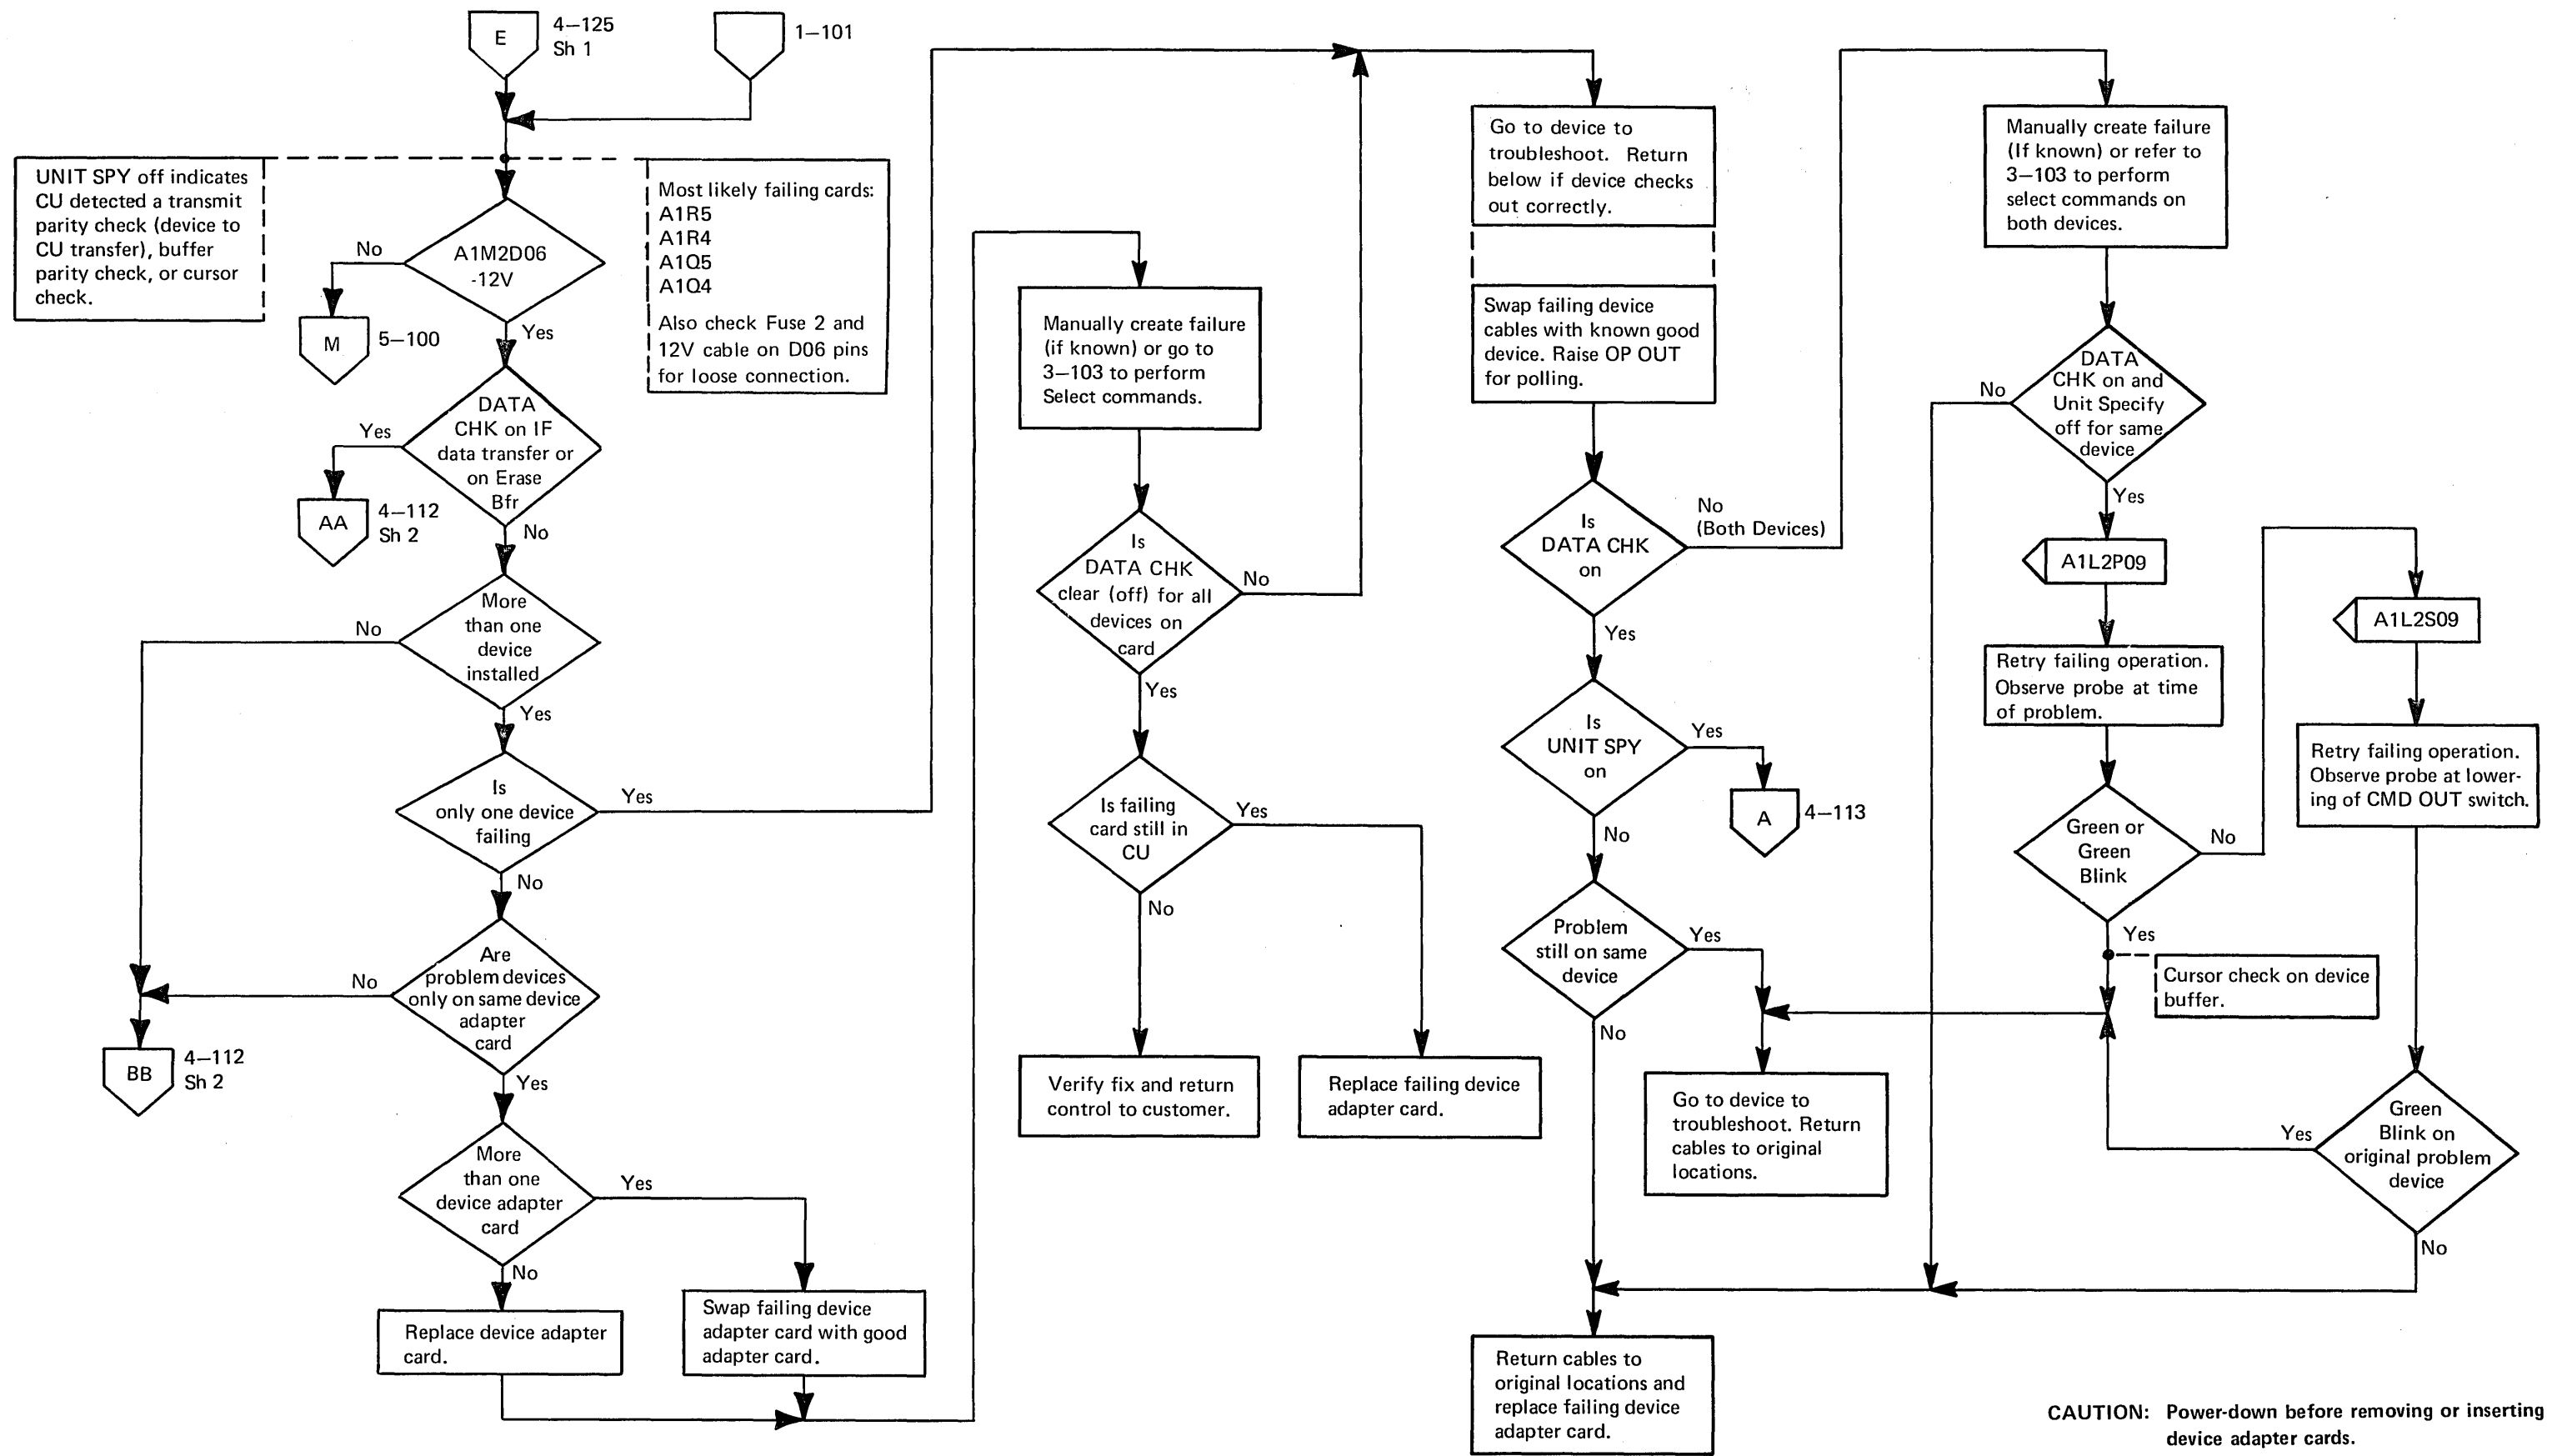 E
4—125
Sh 1
1—101
UNIT SPY off indicates
CU detected a transmit
parity check (device to
CU transfer), buffer
parity check, or cursor
check.
Most likely failing cards:
A1R5
A1R4
A1Q5
A1Q4
Also check Fuse 2 and
12V cable on D06 pins
for loose connection.
A1M2D06
-12V
No
M
5—100
Yes
DATA
CHK on IF
data transfer or
on Erase
Bfr
Yes
AA
4—112
Sh 2
No
More
than one
device
installed
No
Yes
Is
only one device
failing
Yes
No
Are
problem devices
only on same device
adapter
card
No
BB
4—112
Sh 2
Yes
More
than one
device adapter
card
Yes
No
Replace device adapter
card.
Swap failing device
adapter card with good
adapter card.
Manually create failure
(if known) or go to
3—103 to perform
Select commands.
Is
DATA CHK
clear (off) for all
devices on
card
No
Yes
Is failing
card still in
CU
Yes
No
Verify fix and return
control to customer.
Replace failing device
adapter card.
Go to device to
troubleshoot. Return
below if device checks
out correctly.
Swap failing device
cables with known good
device. Raise OP OUT
for polling.
Is
DATA CHK
on
No
(Both Devices)
Yes
Is
UNIT SPY
on
Yes
A
4—113
No
Problem
still on same
device
Yes
No
Go to device to
troubleshoot. Return
cables to original
locations.
Return cables to
original locations and
replace failing device
adapter card.
Manually create failure
(If known) or refer to
3—103 to perform
select commands on
both devices.
DATA
CHK on and
Unit Specify
off for same
device
No
Yes
A1L2P09
Retry failing operation.
Observe probe at time
of problem.
Green or
Green
Blink
No
Yes
Cursor check on device
buffer.
A1L2S09
Retry failing operation.
Observe probe at lower-
ing of CMD OUT switch.
Green
Blink on
original problem
device
Yes
No
CAUTION: Power-down before removing or inserting
device adapter cards.